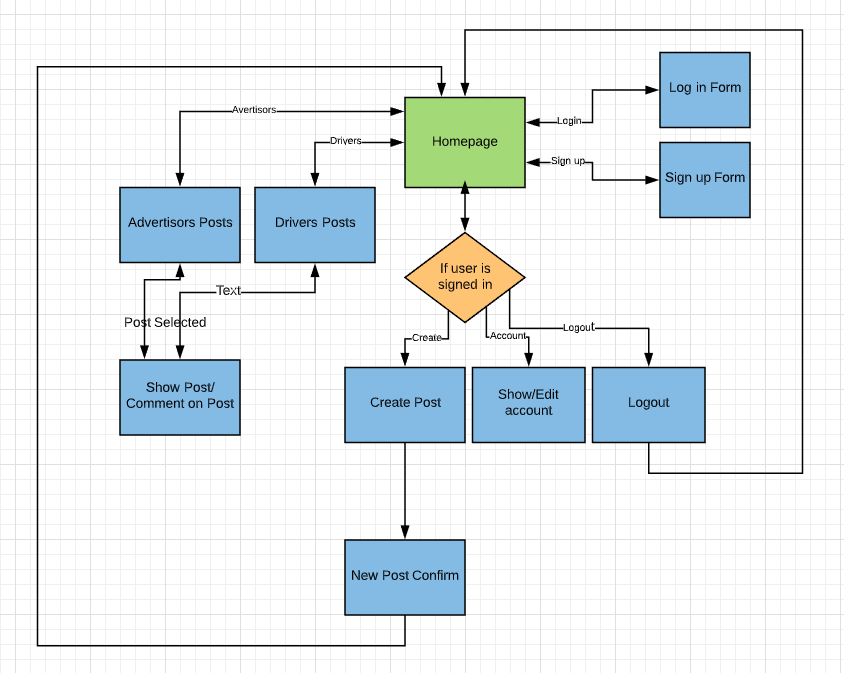 Log in Form
Avertisors
Login
Homepage
Drivers
Sign up
Sign up Form
Advertisors Posts
Drivers Posts
If user is
signed in
Text
Post Selected
Create
Account
Logout
Show Post/
Comment on Post
Create Post
Show/Edit
account
Logout
New Post Confirm